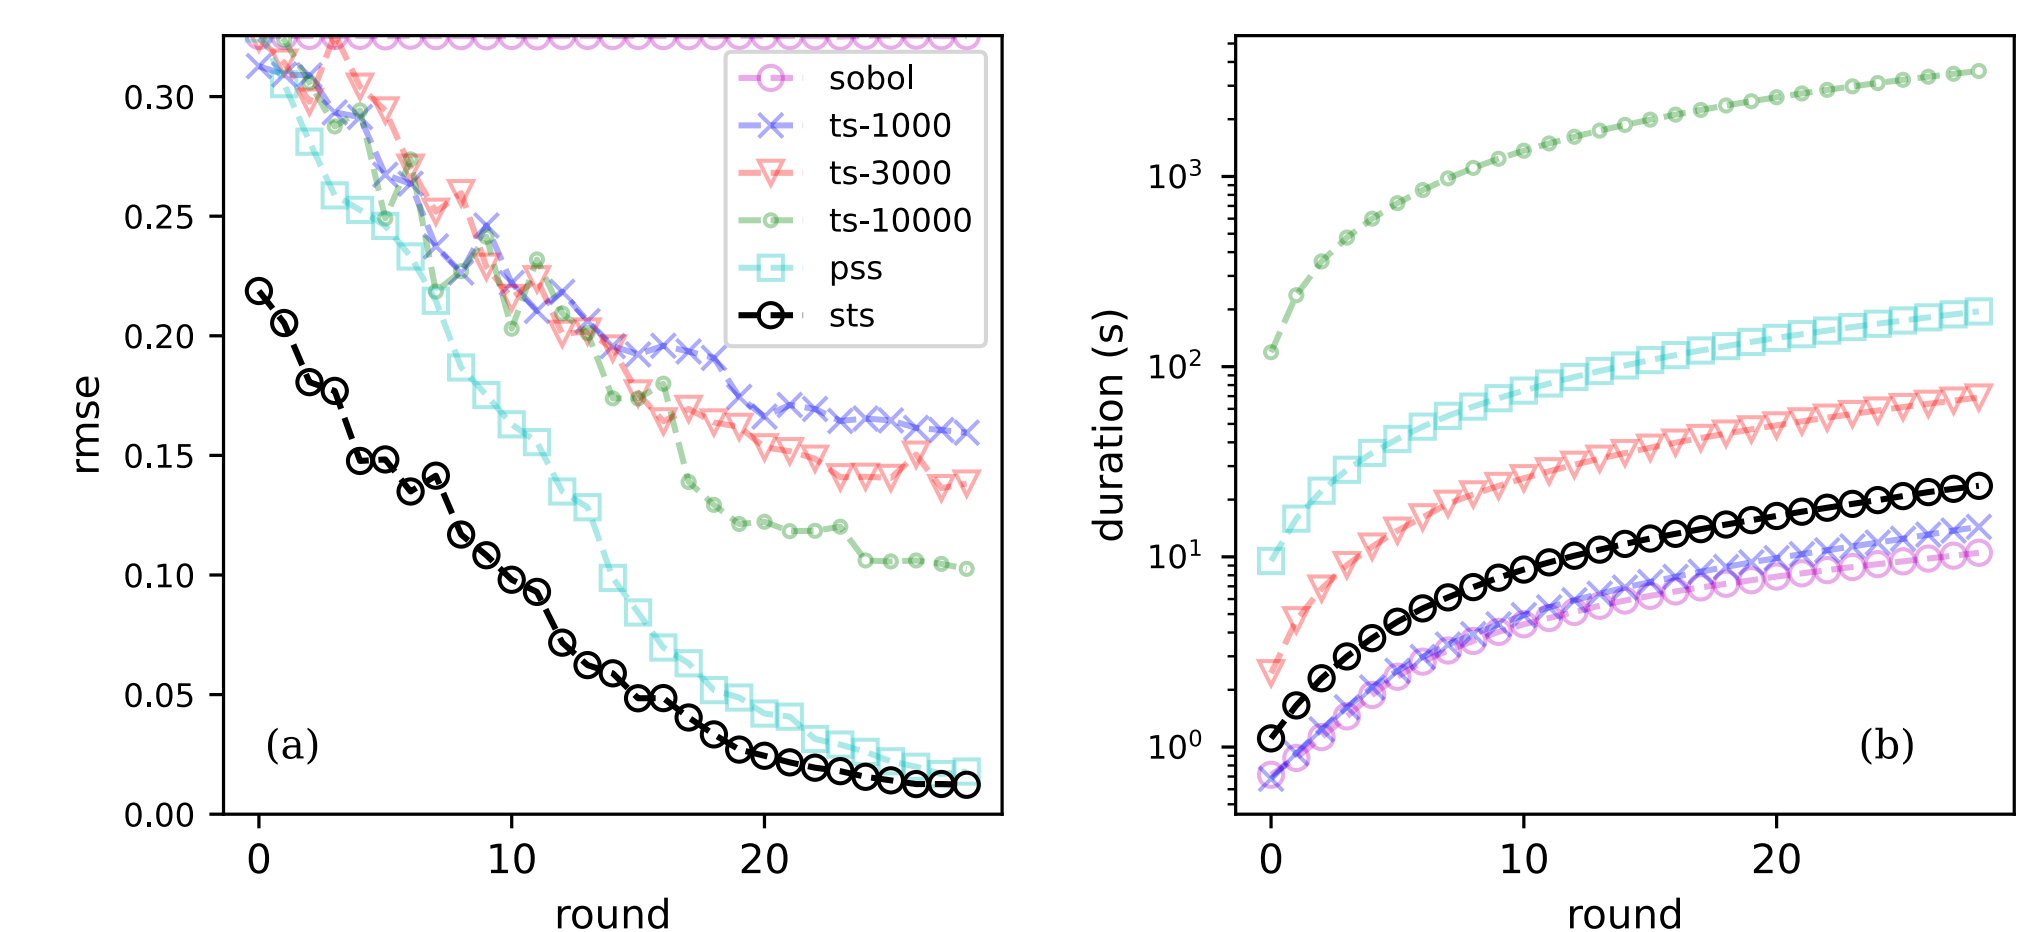 0.30
0.25
0.20
0.15
0.10
0.05
0.00
rmse
0
10
20
round
(a)
sobol
ts-1000
ts-3000
ts-10000
pss
sts
10³
10²
10¹
10⁰
duration (s)
0
10
20
round
(b)